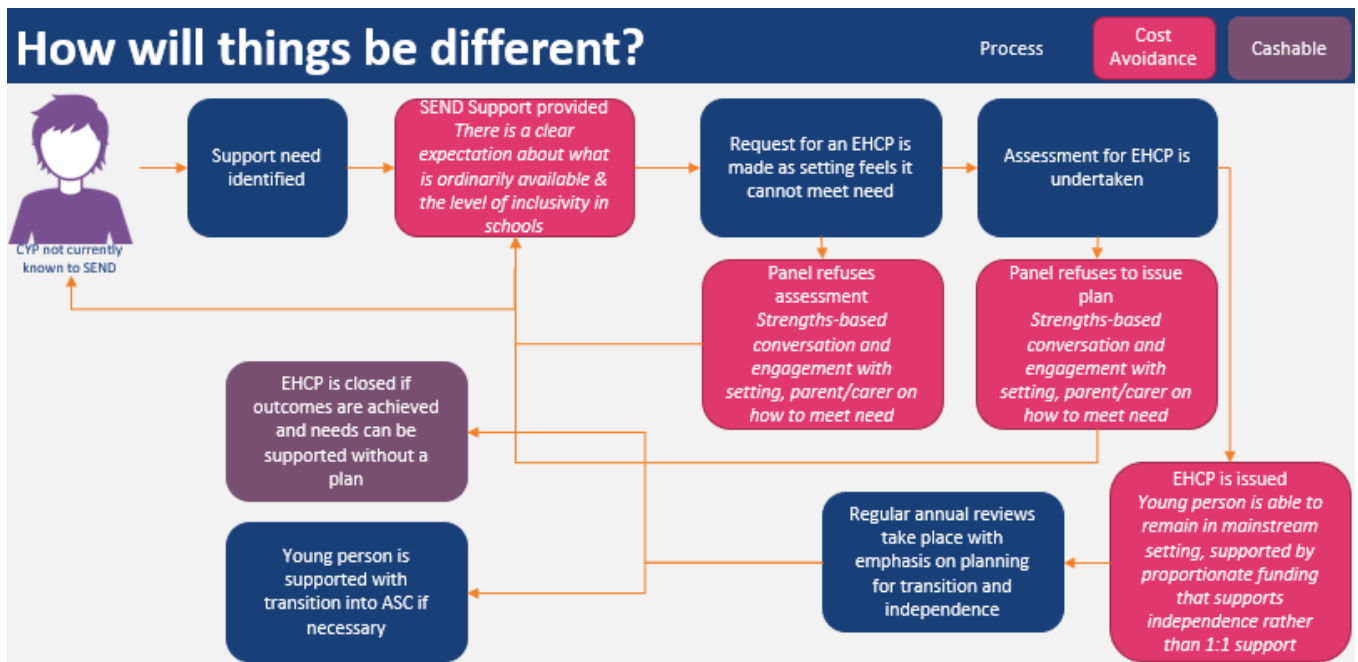 How will things be different?
Process
Cost
Avoidance
Cashable
CYP not currently
known to SEND
Support need
identified
SEND Support provided
There is a clear
expectation about what
is ordinarily available &
the level of inclusivity in
schools
Request for an EHCP is
made as setting feels it
cannot meet need
Assessment for EHCP is
undertaken
Panel refuses
assessment
Strengths-based
conversation and
engagement with
setting, parent/carer on
how to meet need
Panel refuses to issue
plan
Strengths-based
conversation and
engagement with
setting, parent/carer on
how to meet need
EHCP is issued
Young person is able to
remain in mainstream
setting, supported by
proportionate funding
that supports
independence rather
than 1:1 support
Regular annual reviews
take place with
emphasis on planning
for transition and
independence
EHCP is closed if
outcomes are achieved
and needs can be
supported without a
plan
Young person is
supported with
transition into ASC if
necessary